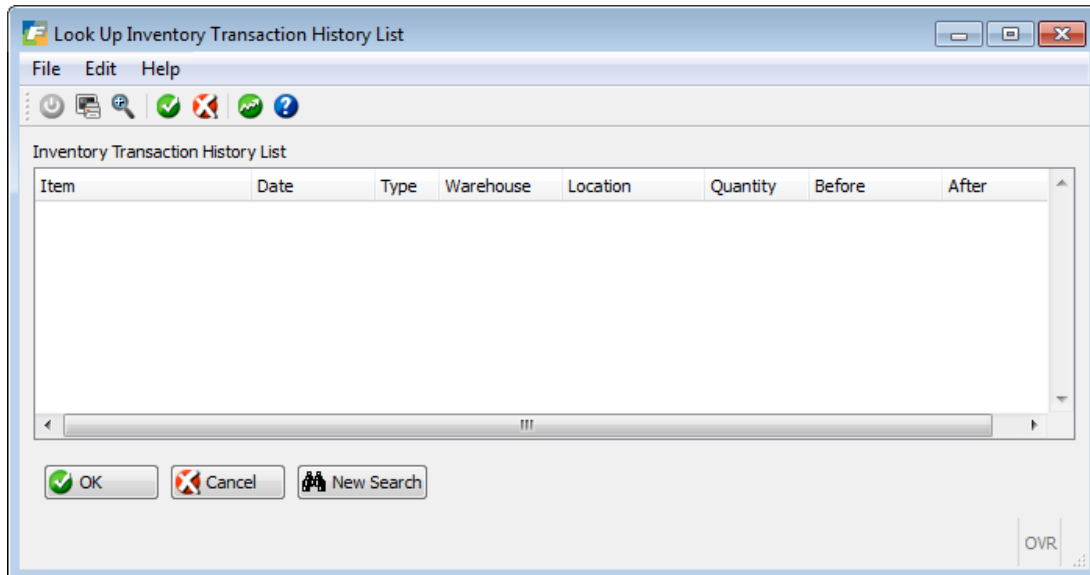 Look Up Inventory Transaction History List
File Edit Help
Inventory Transaction History List
Item Date Type Warehouse Location Quantity Before After
OK Cancel New Search
OVR